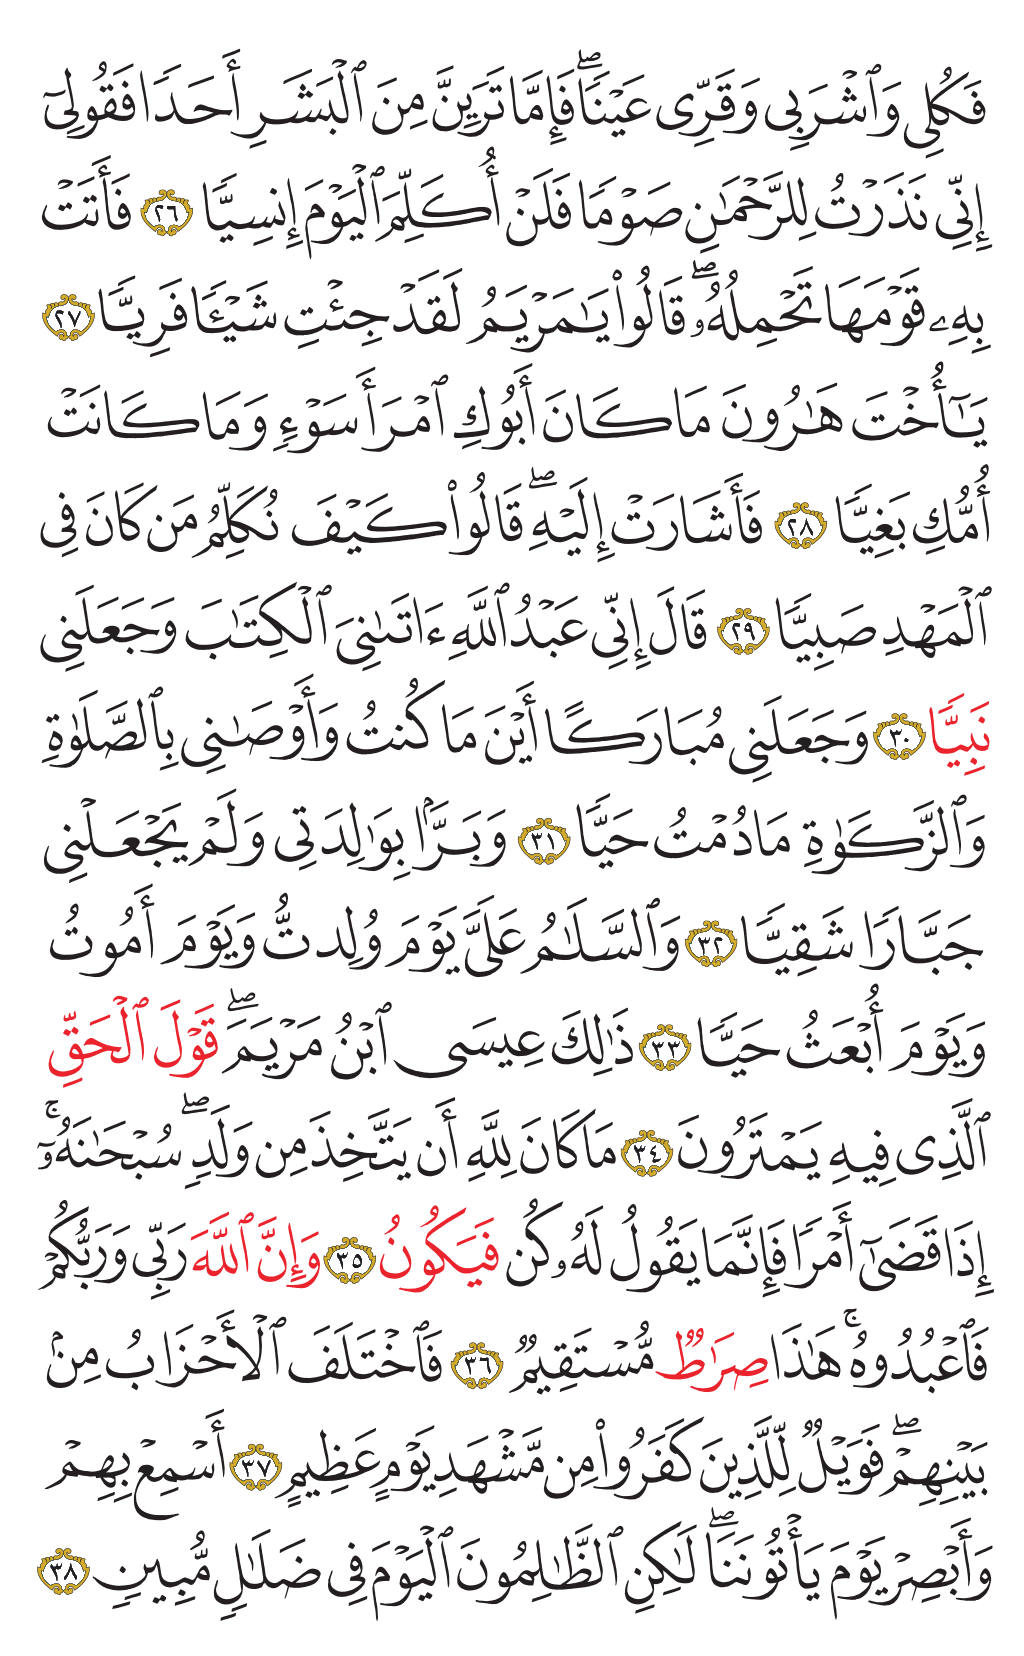 فَكُلِى وَٱشْرَبِى وَقَرِّى عَيْنًۭا ۖ فَإِمَّا تَرَيِنَّ مِنَ ٱلْبَشَرِ أَحَدًۭا فَقُولِىٓ
إِنِّى نَذَرْتُ لِلرَّحْمَـٰنِ صَوْمًۭا فَلَنْ أُكَلِّمَ ٱلْيَوْمَ إِنسِيًّۭا ٢٦ فَأَتَتْ
بِهِۦ قَوْمَهَا تَحْمِلُهُۥ ۖ قَالُوا۟ يَـٰمَرْيَمُ لَقَدْ جِئْتِ شَيْـًۭٔا فَرِيًّۭا ٢٧
يَـٰٓأُخْتَ هَـٰرُونَ مَا كَانَ أَبُوكِ ٱمْرَأَ سَوْءٍۢ وَمَا كَانَتْ
أُمُّكِ بَغِيًّۭا ٢٨ فَأَشَارَتْ إِلَيْهِ ۖ قَالُوا۟ كَيْفَ نُكَلِّمُ مَن كَانَ فِى
ٱلْمَهْدِ صَبِيًّۭا ٢٩ قَالَ إِنِّى عَبْدُ ٱللَّهِ ءَاتَىٰنِىَ ٱلْكِتَـٰبَ وَجَعَلَنِى
نَبِيًّۭا ٣٠ وَجَعَلَنِى مُبَارَكًا أَيْنَ مَا كُنتُ وَأَوْصَـٰنِى بِٱلصَّلَوٰةِ
وَٱلزَّكَوٰةِ مَا دُمْتُ حَيًّۭا ٣١ وَبَرًّۢا بِوَٰلِدَتِى وَلَمْ يَجْعَلْنِى
جَبَّارًۭا شَقِيًّۭا ٣٢ وَٱلسَّلَـٰمُ عَلَىَّ يَوْمَ وُلِدتُّ وَيَوْمَ أَمُوتُ
وَيَوْمَ أُبْعَثُ حَيًّۭا ٣٣ ذَٰلِكَ عِيسَى ٱبْنُ مَرْيَمَ ۖ قَوْلَ ٱلْحَقِّ
ٱلَّذِى فِيهِ يَمْتَرُونَ ٣٤ مَا كَانَ لِلَّهِ أَن يَتَّخِذَ مِن وَلَدٍۢ ۖ سُبْحَـٰنَهُۥٓ ۚ
إِذَا قَضَىٰٓ أَمْرًۭا فَإِنَّمَا يَقُولُ لَهُۥ كُن فَيَكُونُ ٣٥ وَإِنَّ ٱللَّهَ رَبِّى وَرَبُّكُمْ
فَٱعْبُدُوهُ ۚ هَـٰذَا صِرَٰطٌۭ مُّسْتَقِيمٌۭ ٣٦ فَٱخْتَلَفَ ٱلْأَحْزَابُ مِنۢ
بَيْنِهِمْ ۖ فَوَيْلٌۭ لِّلَّذِينَ كَفَرُوا۟ مِن مَّشْهَدِ يَوْمٍ عَظِيمٍ ٣٧ أَسْمِعْ بِهِمْ
وَأَبْصِرْ يَوْمَ يَأْتُونَنَا ۖ لَـٰكِنِ ٱلظَّـٰلِمُونَ ٱلْيَوْمَ فِى ضَلَـٰلٍۢ مُّبِينٍۢ ٣٨